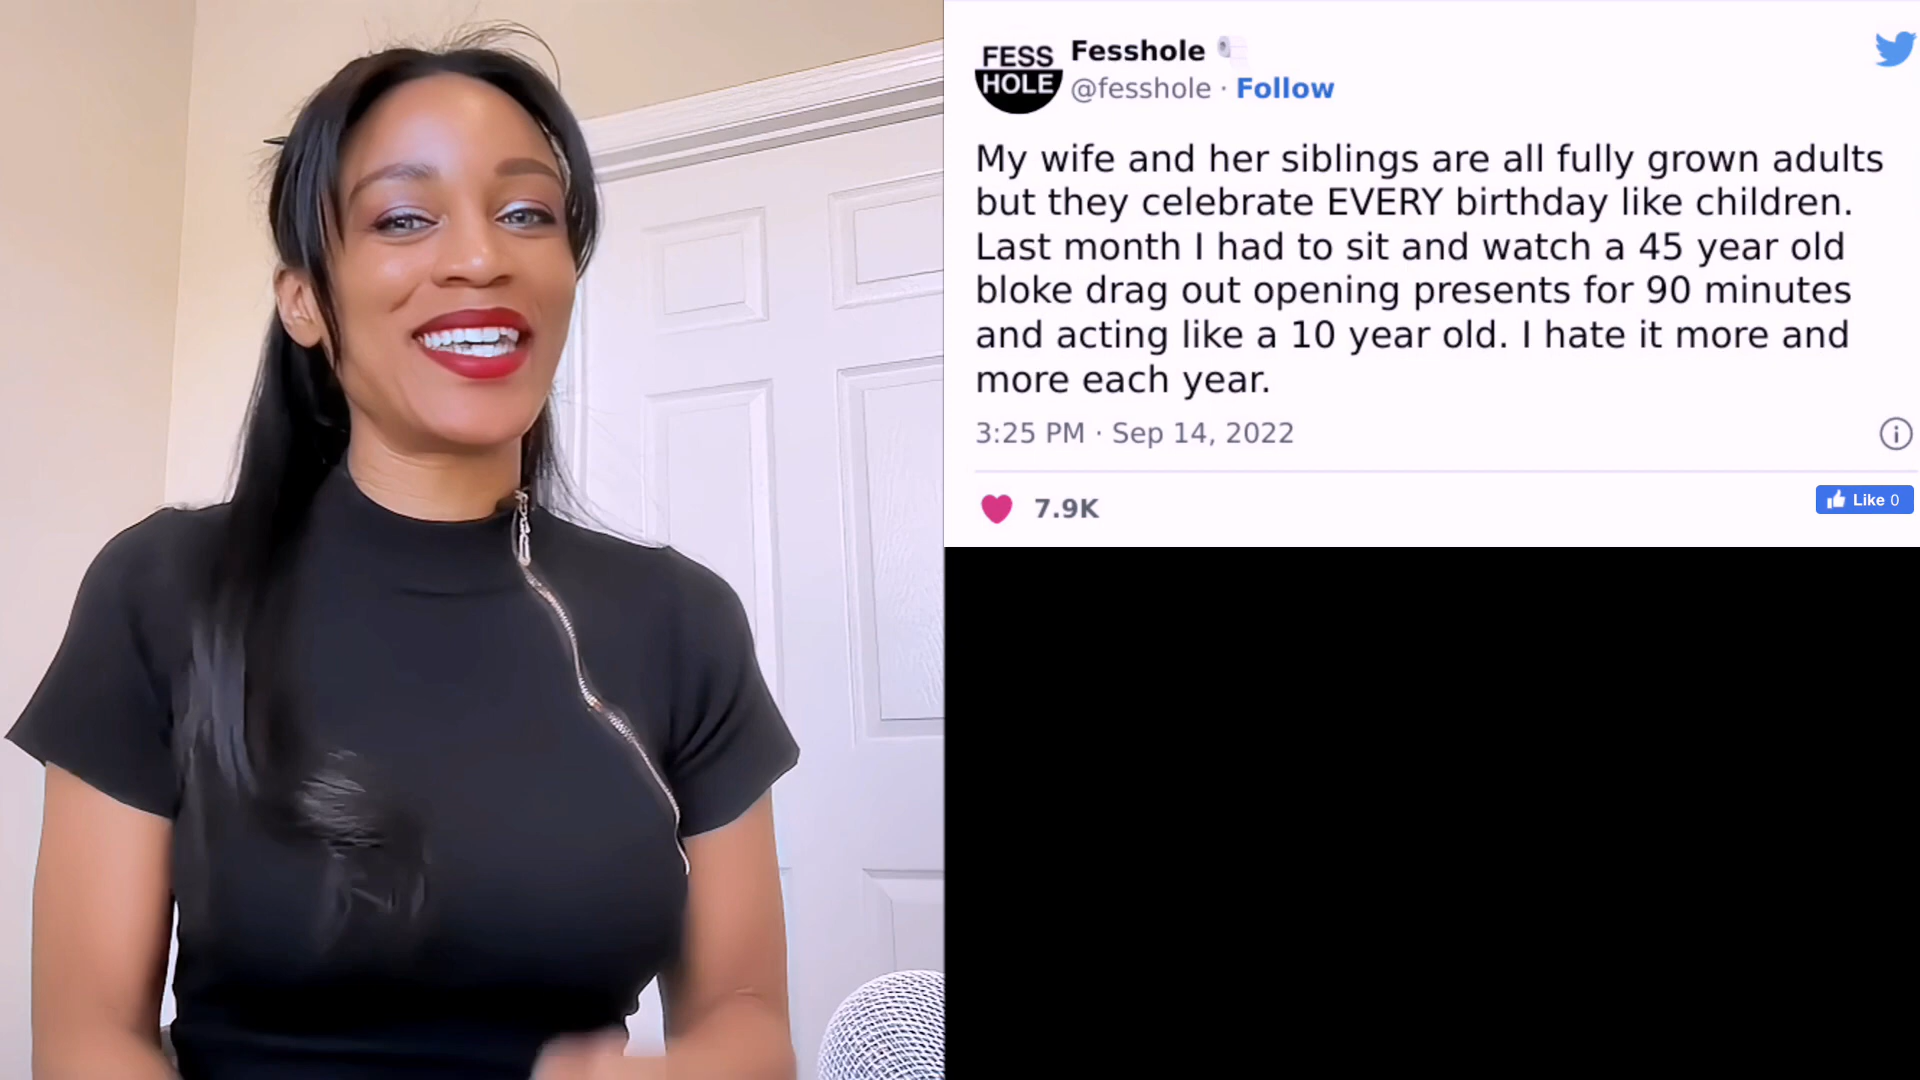 FESS
HOLE
Fesshole
@fesshole · Follow
My wife and her siblings are all fully grown adults
but they celebrate EVERY birthday like children.
Last month I had to sit and watch a 45 year old
bloke drag out opening presents for 90 minutes
and acting like a 10 year old. I hate it more and
more each year.
3:25 PM · Sep 14, 2022
7.9K
Like 0